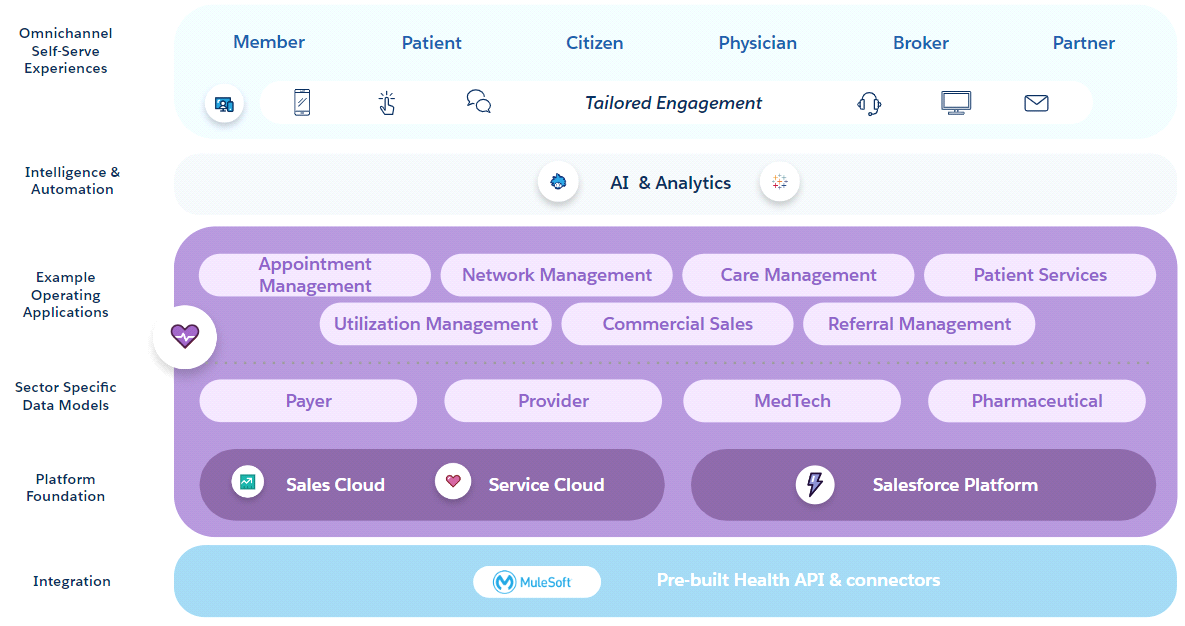 Omnichannel
Self-Serve
Experiences
Member Patient Citizen Physician Broker Partner
Tailored Engagement
Intelligence &
Automation
AI & Analytics
Example
Operating
Applications
Appointment
Management
Network Management
Care Management
Patient Services
Utilization Management
Commercial Sales
Referral Management
Sector Specific
Data Models
Payer
Provider
MedTech
Pharmaceutical
Platform
Foundation
Sales Cloud
Service Cloud
Salesforce Platform
Integration
MuleSoft
Pre-built Health API & connectors